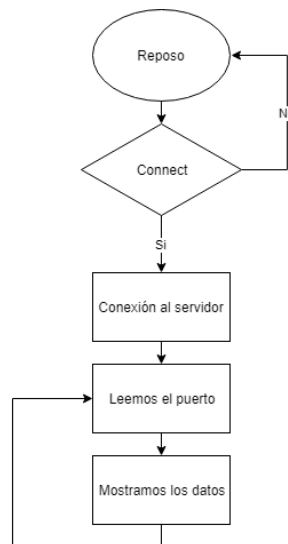 Reposo
N
Connect
Si
Conexión al servidor
Leemos el puerto
Mostramos los datos